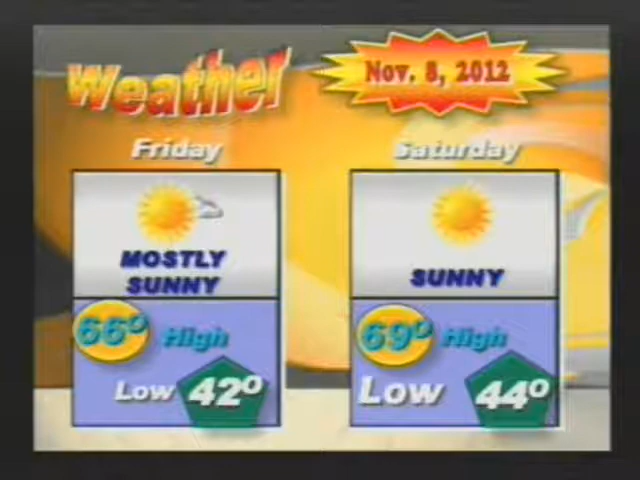 Weather
Nov. 8, 2012
Friday
Saturday
MOSTLY
SUNNY
SUNNY
66° High
69° High
Low 42°
Low 44°